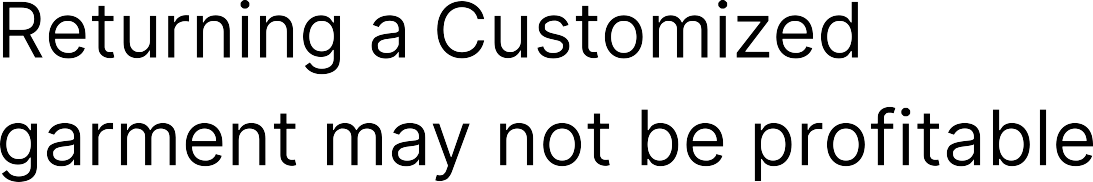 Returning a Customized
garment may not be profitable